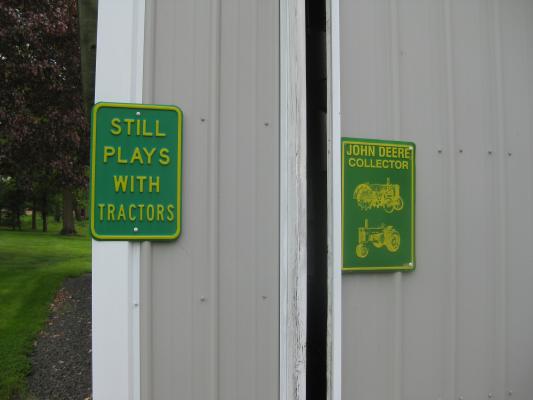 STILL
PLAYS
WITH
TRACTORS
JOHN DEERE
COLLECTOR